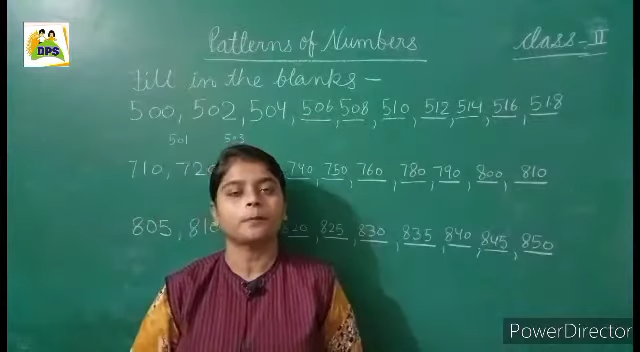 DPS
Patterns of Numbers
Class-II
Fill in the blanks -
500, 502, 504, 506, 508, 510, 512, 514, 516, 518
501 503
710, 720 740, 750, 760, 780, 790, 800, 810
805, 810 820, 825, 830, 835, 840, 845, 850
PowerDirector